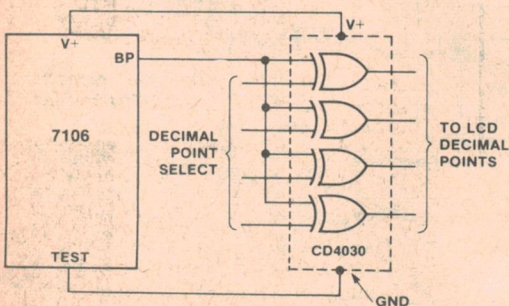 V+
V+
BP
7106
DECIMAL
POINT
SELECT
TO LCD
DECIMAL
POINTS
CD4030
TEST
GND